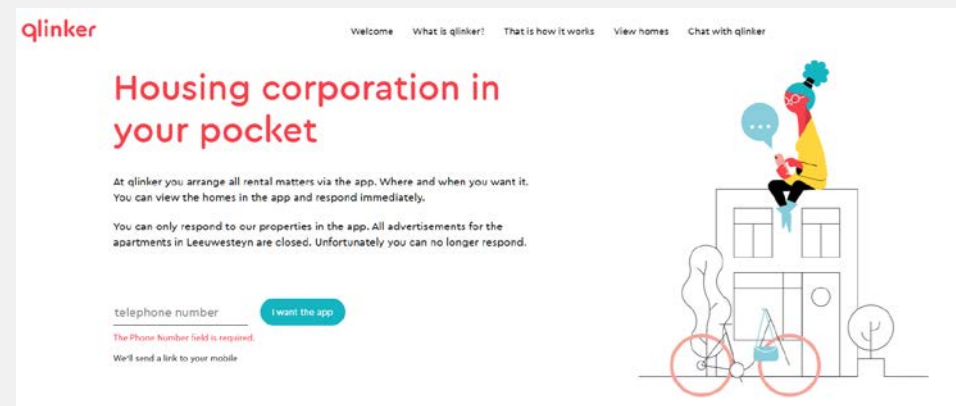 qlinker
Welcome What is qlinker? That is how it works View homes Chat with qlinker
Housing corporation in
your pocket
At qlinker you arrange all rental matters via the app. Where and when you want it.
You can view the homes in the app and respond immediately.
You can only respond to our properties in the app. All advertisements for the
apartments in Leeuwesteyn are closed. Unfortunately you can no longer respond.
telephone number I want the app
The Phone Number field is required.
We'll send a link to your mobile